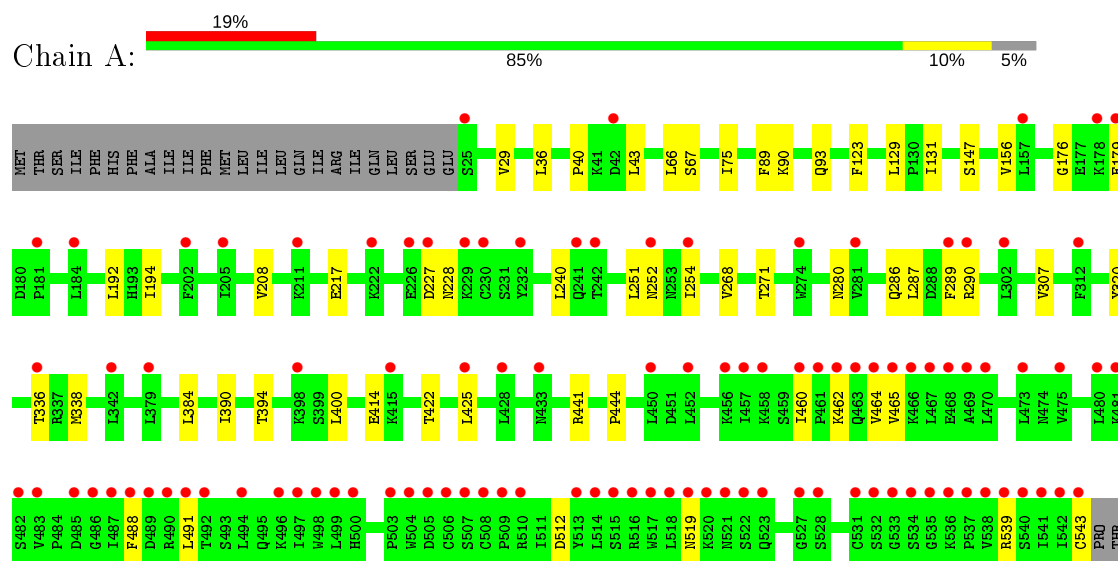 19%
Chain A:
85% 10% 5%
MET THR SER ILE PHE HIS PHE ALA ILE ILE PHE MET LEU ILE LEU GLN ILE ARG ILE GLN LEU SER GLU GLU S25 V29 L36 P40 K41 D42 L43 L66 S67 I75 F89 K90 Q93 F123 L129 P130 I131 S147 V156 L157 G176 E177 K178 E179
D180 P181 L184 L192 H193 I194 F202 I205 V208 K211 E217 K222 E226 D227 N228 K229 C230 S231 Y232 L240 Q241 T242 L251 N252 N253 I254 V268 T271 W274 N280 V281 Q286 L287 D288 F289 R290 L302 V307 F312
T336 R337 M338 L342 L379 L384 I390 T394 K398 S399 L400 E414 K415 T422 L425 L428 N433 R441 P444 L450 D451 L452 K456 I457 K458 S459 I460 P461 K462 Q463 V464 V465 K466 L467 E468 A469 L470 L473 N474 V475 L480 K481
S482 V483 P484 D485 G486 I487 F488 D489 R490 L491 T492 S493 L494 Q495 K496 I497 W498 L499 H500 P503 W504 D505 C506 S507 C508 P509 R510 I511 D512 Y513 L514 S515 R516 W517 L518 N519 K520 N521 S522 Q523 G527 S528 C531 S532 G533 S534 G535 K536 P537 V538 R539 S540 I541 I542 C543 PRO THR